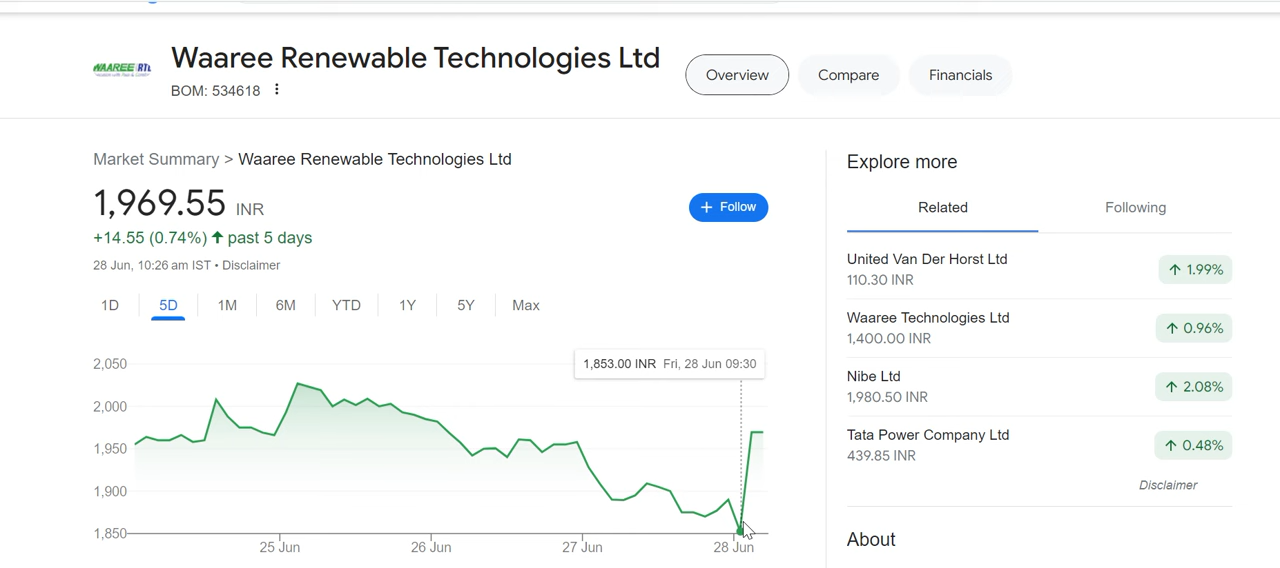 WAAREE RTL
Waaree Renewable Technologies Ltd
BOM: 534618
Overview
Compare
Financials
Market Summary > Waaree Renewable Technologies Ltd
1,969.55 INR
+ Follow
+14.55 (0.74%) ↑ past 5 days
28 Jun, 10:26 am IST • Disclaimer
1D 5D 1M 6M YTD 1Y 5Y Max
1,853.00 INR Fri, 28 Jun 09:30
2,050
2,000
1,950
1,900
1,850
25 Jun 26 Jun 27 Jun 28 Jun
Explore more
Related Following
United Van Der Horst Ltd
110.30 INR
↑ 1.99%
Waaree Technologies Ltd
1,400.00 INR
↑ 0.96%
Nibe Ltd
1,980.50 INR
↑ 2.08%
Tata Power Company Ltd
439.85 INR
↑ 0.48%
Disclaimer
About